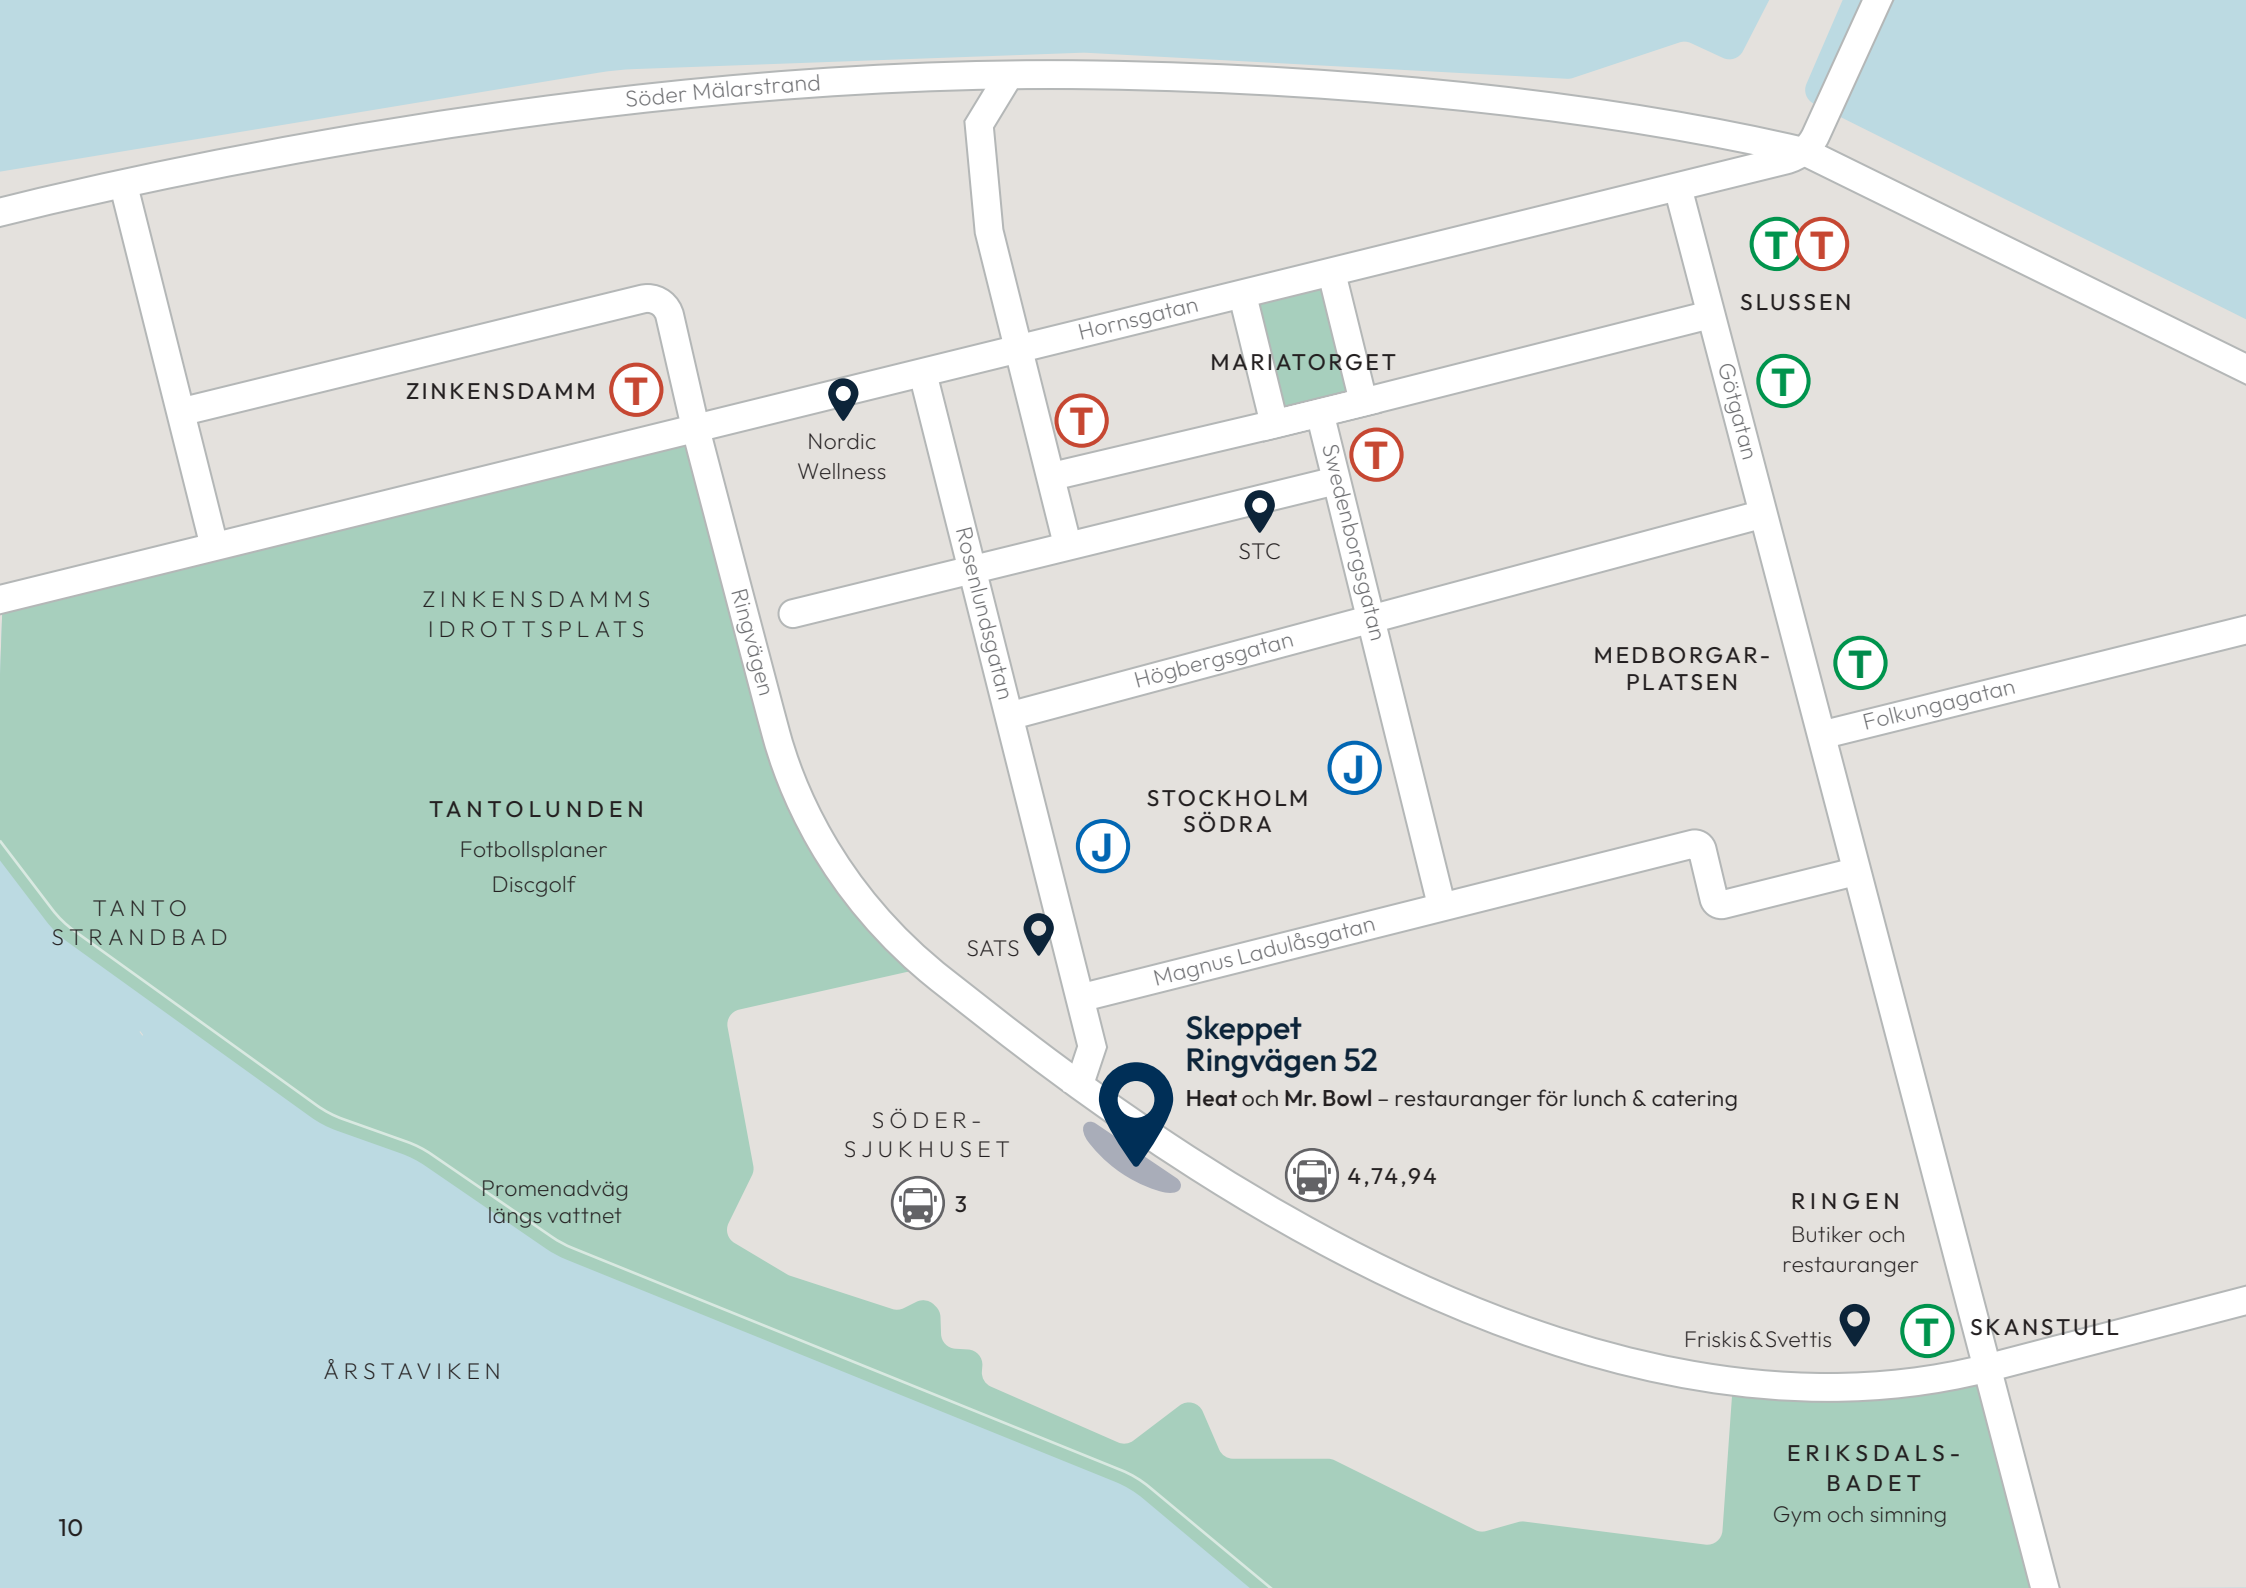 Söder Mälarstrand
T T
SLUSSEN
Hornsgatan
MARIATORGET
ZINKENSDAMM T
T
Götgatan
T
Nordic
Wellness
T
Swedenborgsgatan
STC
Rosenlundsgatan
ZINKENSDAMMS
IDROTTSPLATS
Ringvägen
Högbergsgatan
MEDBORGAR-
PLATSEN
T
Folkungagatan
J
STOCKHOLM
SÖDRA
J
TANTOLUNDEN
Fotbollsplaner
Discgolf
TANTO
STRANDBAD
SATS
Magnus Ladulåsgatan
Skeppet
Ringvägen 52
Heat och Mr. Bowl – restauranger för lunch & catering
SÖDER-
SJUKHUSET
3
4,74,94
Promenadväg
längs vattnet
RINGEN
Butiker och
restauranger
Friskis&Svettis
T SKANSTULL
ÅRSTAVIKEN
ERIKSDALS-
BADET
Gym och simning
10